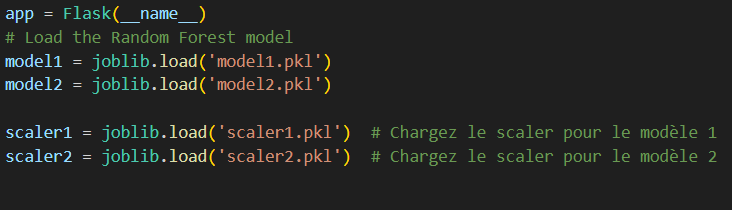 app = Flask(__name__)
# Load the Random Forest model
model1 = joblib.load('model1.pkl')
model2 = joblib.load('model2.pkl')
scaler1 = joblib.load('scaler1.pkl')  # Chargez le scaler pour le modèle 1
scaler2 = joblib.load('scaler2.pkl')  # Chargez le scaler pour le modèle 2